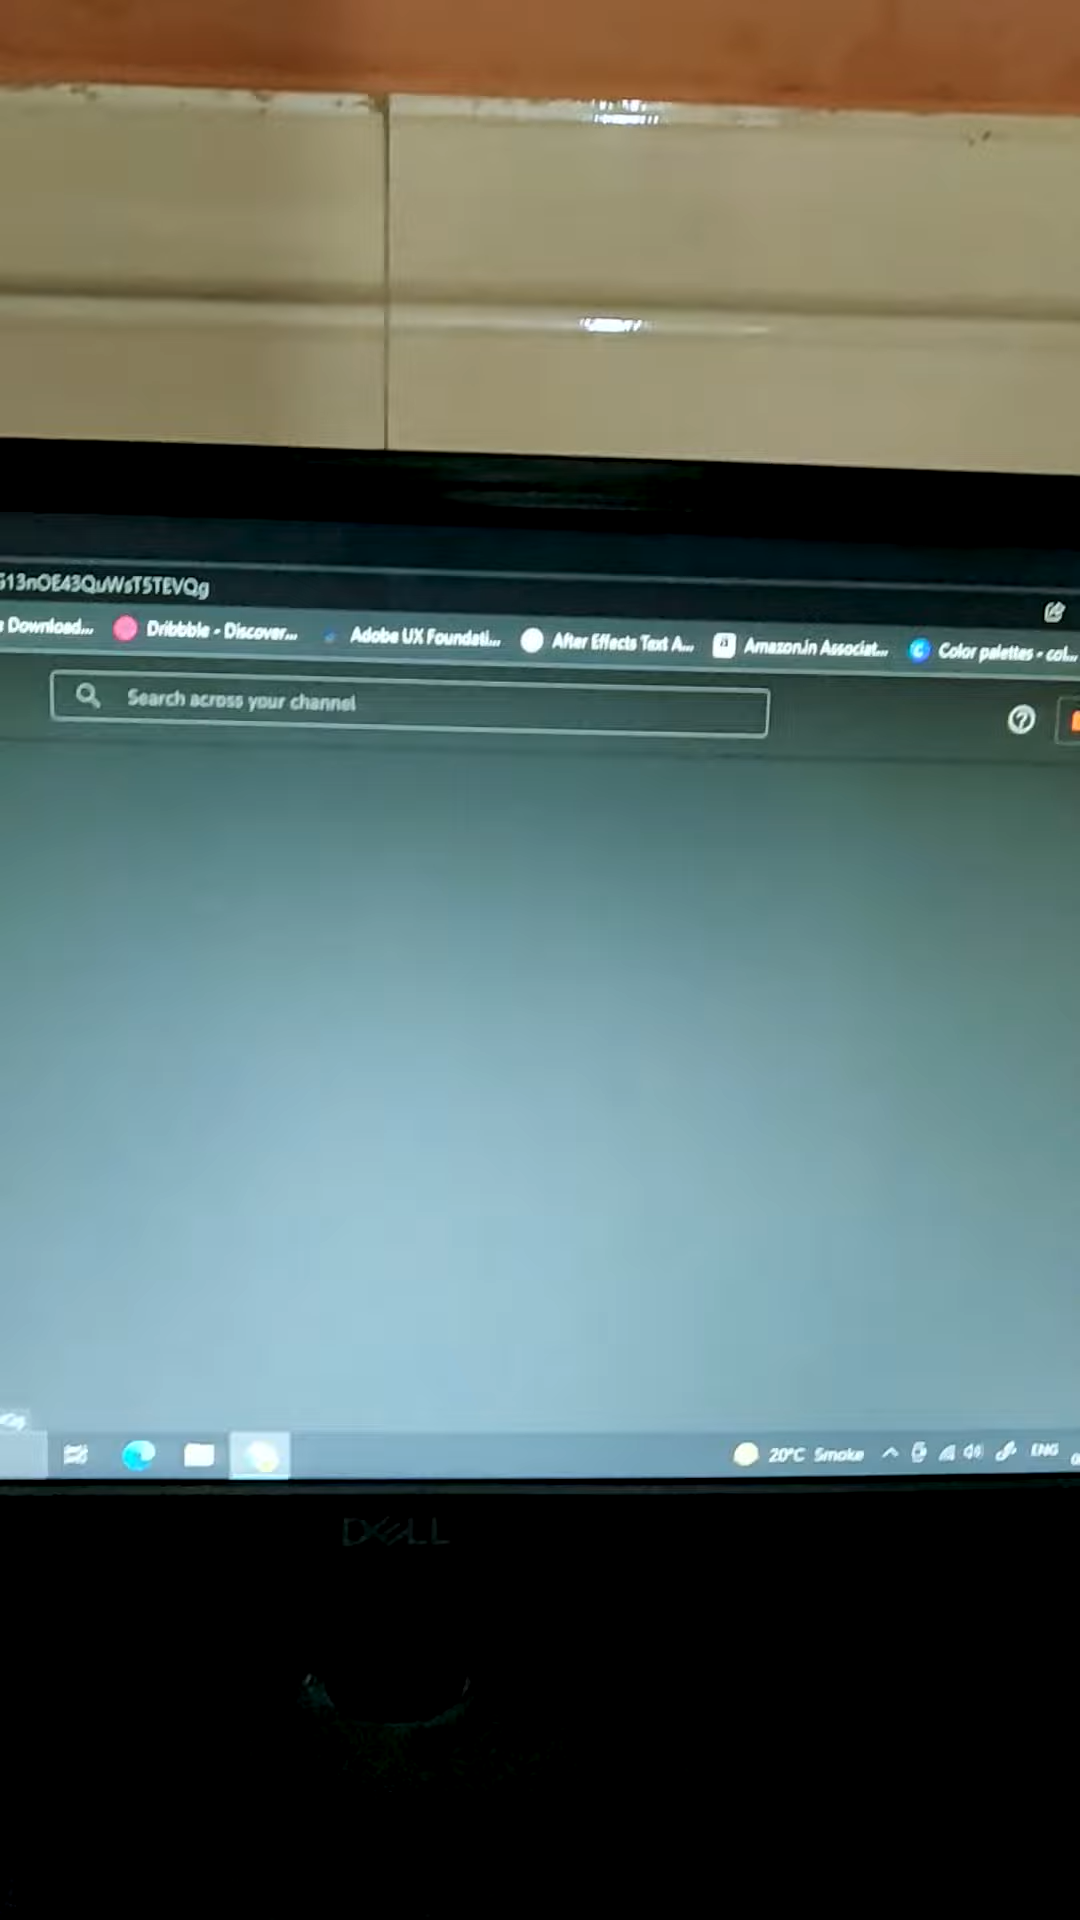 G13nOE43QuWsT5TEVQg
Download... Dribbble - Discover... Adobe UX Foundati... After Effects Text A... Amazon.in Associat... Color palettes - col...
Search across your channel
20°C Smoke ENG
DELL